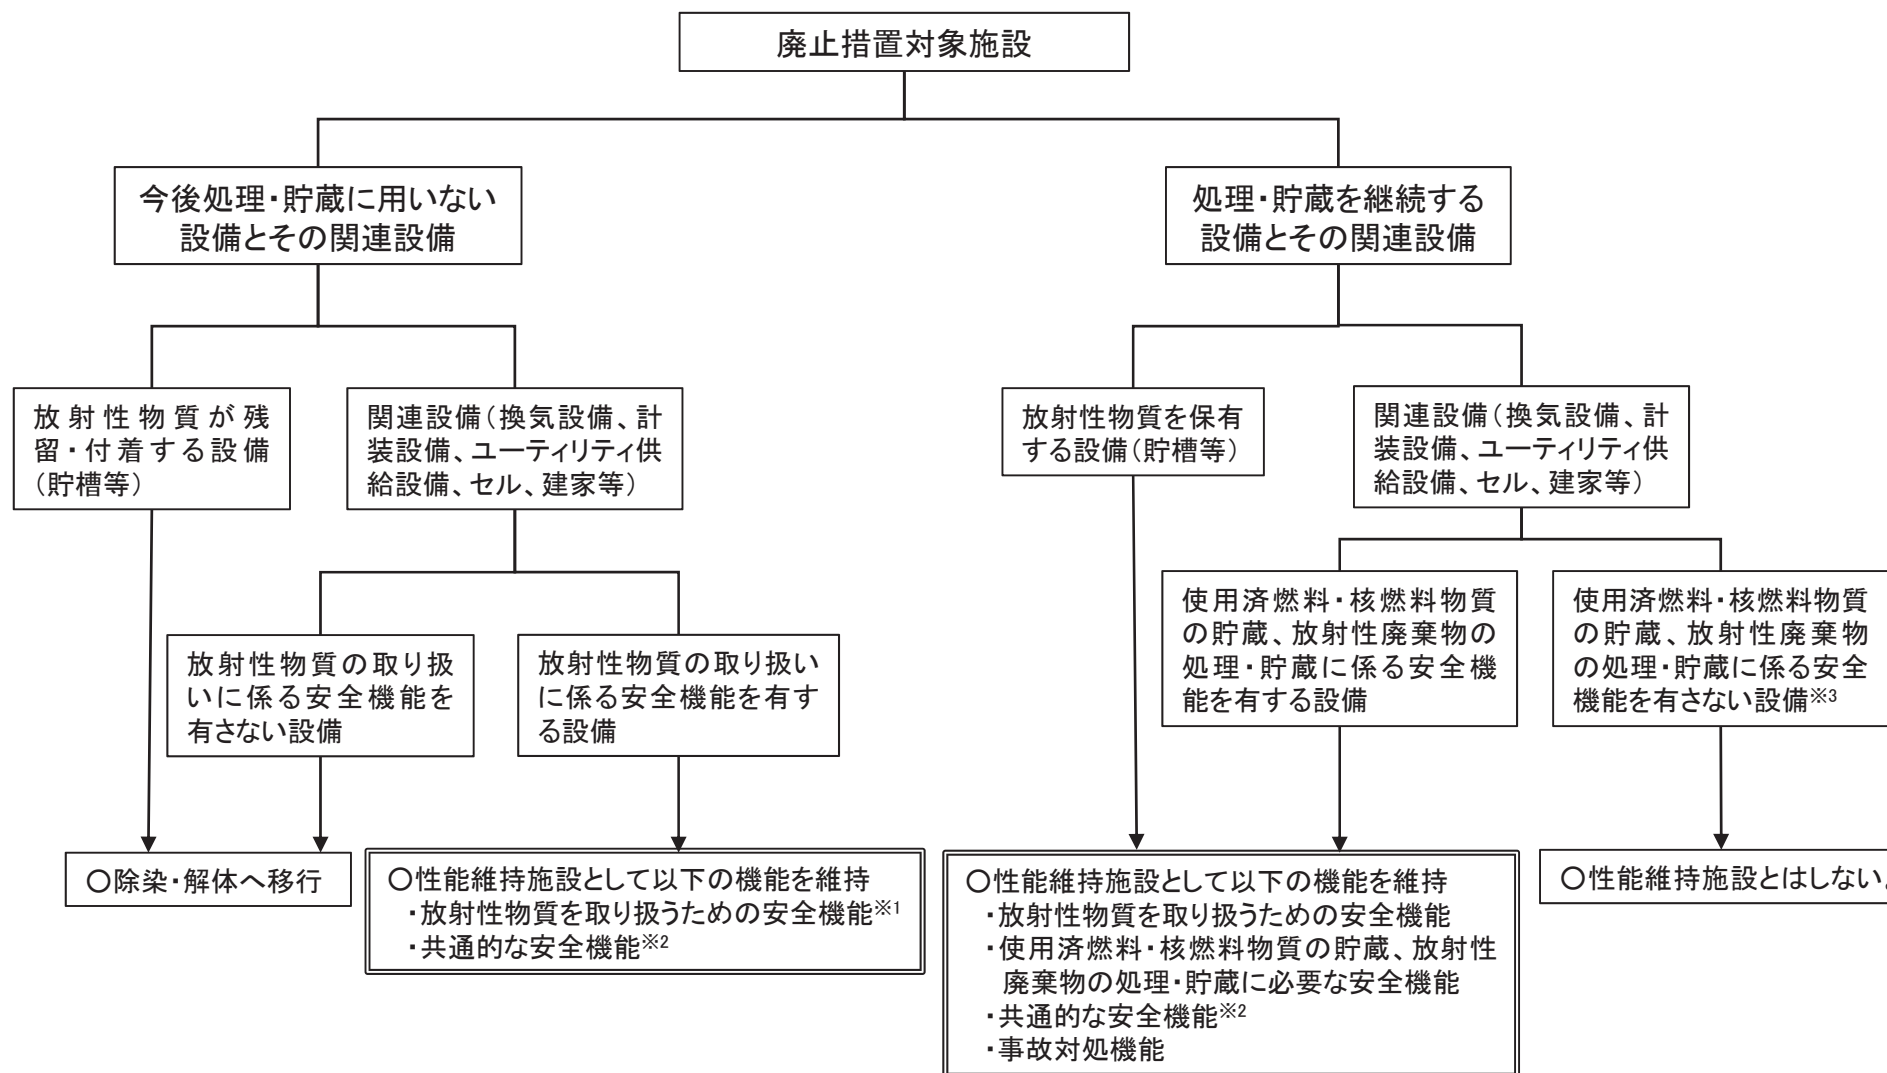 廃止措置対象施設
今後処理・貯蔵に用いない
設備とその関連設備
処理・貯蔵を継続する
設備とその関連設備
放射性物質が残
留・付着する設備
（貯槽等）
関連設備（換気設備、計
装設備、ユーティリティ供
給設備、セル、建家等）
放射性物質を保有
する設備（貯槽等）
関連設備（換気設備、計
装設備、ユーティリティ供
給設備、セル、建家等）
放射性物質の取り扱
いに係る安全機能を
有さない設備
放射性物質の取り扱い
に係る安全機能を有す
る設備
使用済燃料・核燃料物質
の貯蔵、放射性廃棄物の
処理・貯蔵に係る安全機
能を有する設備
使用済燃料・核燃料物質
の貯蔵、放射性廃棄物
の処理・貯蔵に係る安全
機能を有さない設備※3
〇除染・解体へ移行
〇性能維持施設として以下の機能を維持
・放射性物質を取り扱うための安全機能※1
・共通的な安全機能※2
〇性能維持施設として以下の機能を維持
・放射性物質を取り扱うための安全機能
・使用済燃料・核燃料物質の貯蔵、放射性
廃棄物の処理・貯蔵に必要な安全機能
・共通的な安全機能※2
・事故対処機能
〇性能維持施設とはしない。